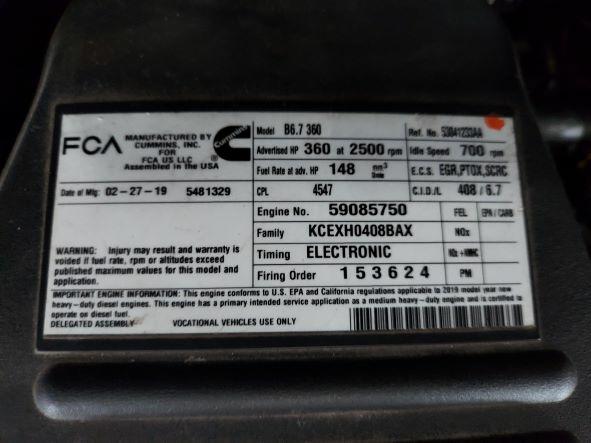 FCA
MANUFACTURED BY
CUMMINS, INC.
FOR
FCA US LLC ®
Assembled in the USA
Cummins
Date of Mfg: 02-27-19 5481329
WARNING: Injury may result and warranty is
voided if fuel rate, rpm or altitudes exceed
published maximum values for this model and
application.
Model B6.7 360 Ref. No. 53041233AA
Advertised HP 360 at 2500 rpm Idle Speed 700 rpm
Fuel Rate at adv. HP 148 mm³ E.C.S. EGR,PTOX,SCRC
CPL 4547 C.I.D./L 408 / 6.7
Engine No. 59085750 FEL EPA / CARB
Family KCEXH0408BAX NOx
Timing ELECTRONIC NOx +NMHC
Firing Order 1 5 3 6 2 4 PM
IMPORTANT ENGINE INFORMATION: This engine conforms to U.S. EPA and California regulations applicable to 2019 model year new
heavy-duty diesel engines. This engine has a primary intended service application as a medium heavy-duty engine and is certified to
operate on diesel fuel.
DELEGATED ASSEMBLY VOCATIONAL VEHICLES USE ONLY